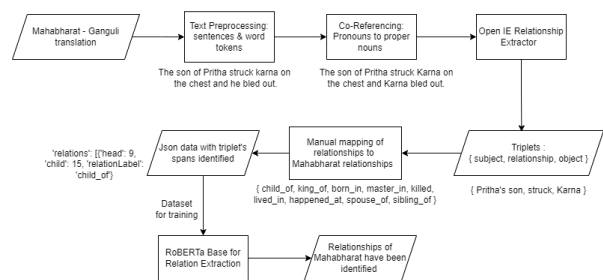 Mahabharat - Ganguli
translation
Text Preprocessing:
sentences & word
tokens
Co-Referencing:
Pronouns to proper
nouns
Open IE Relationship
Extractor
The son of Pritha struck karna on
the chest and he bled out.
The son of Pritha struck Karna on
the chest and Karna bled out.
'relations': [{'head': 9,
'child': 15, 'relationLabel':
'child_of'}
Json data with triplet's
spans identified
Manual mapping of
relationships to
Mahabharat relationships
Triplets :
{ subject, relationship, object }
{ child_of, king_of, born_in, master_in, killed,
lived_in, happened_at, spouse_of, sibling_of }
{ Pritha's son, struck, Karna }
Dataset
for training
RoBERTa Base for
Relation Extraction
Relationships of
Mahabharat have been
identified